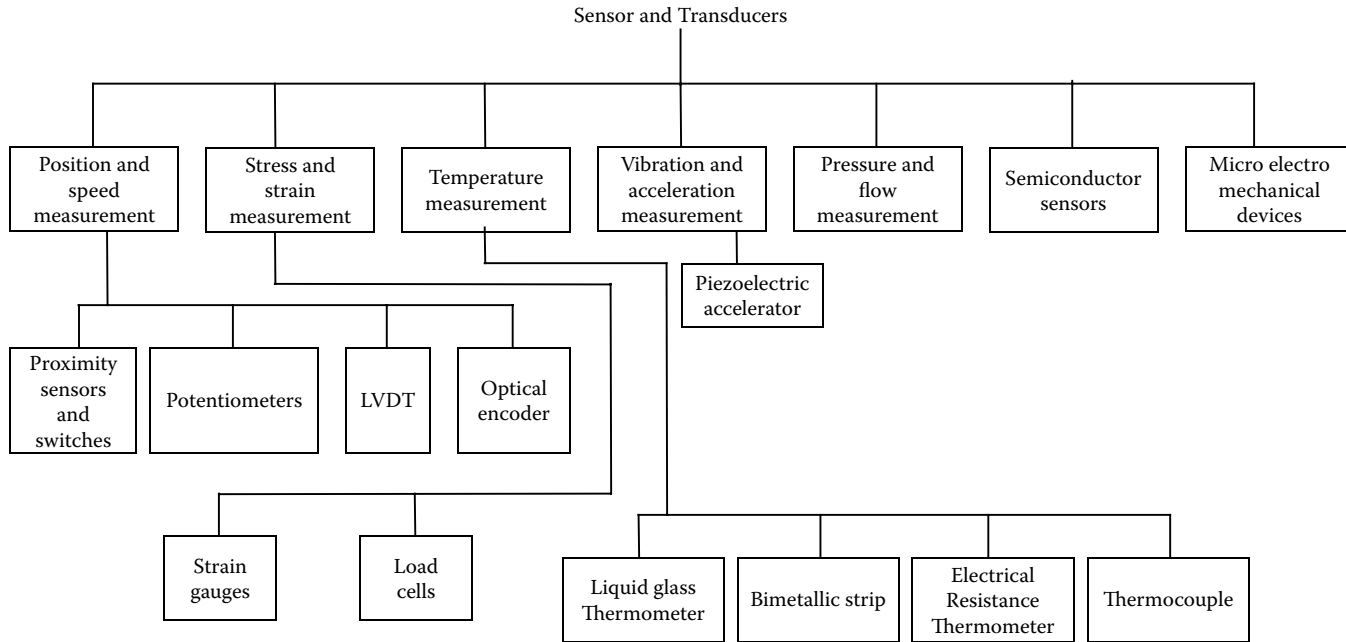 Sensor and Transducers
Position and
speed
measurement
Stress and
strain
measurement
Temperature
measurement
Vibration and
acceleration
measurement
Pressure and
flow
measurement
Semiconductor
sensors
Micro electro
mechanical
devices
Piezoelectric
accelerator
Proximity
sensors
and
switches
Potentiometers
LVDT
Optical
encoder
Strain
gauges
Load
cells
Liquid glass
Thermometer
Bimetallic strip
Electrical
Resistance
Thermometer
Thermocouple